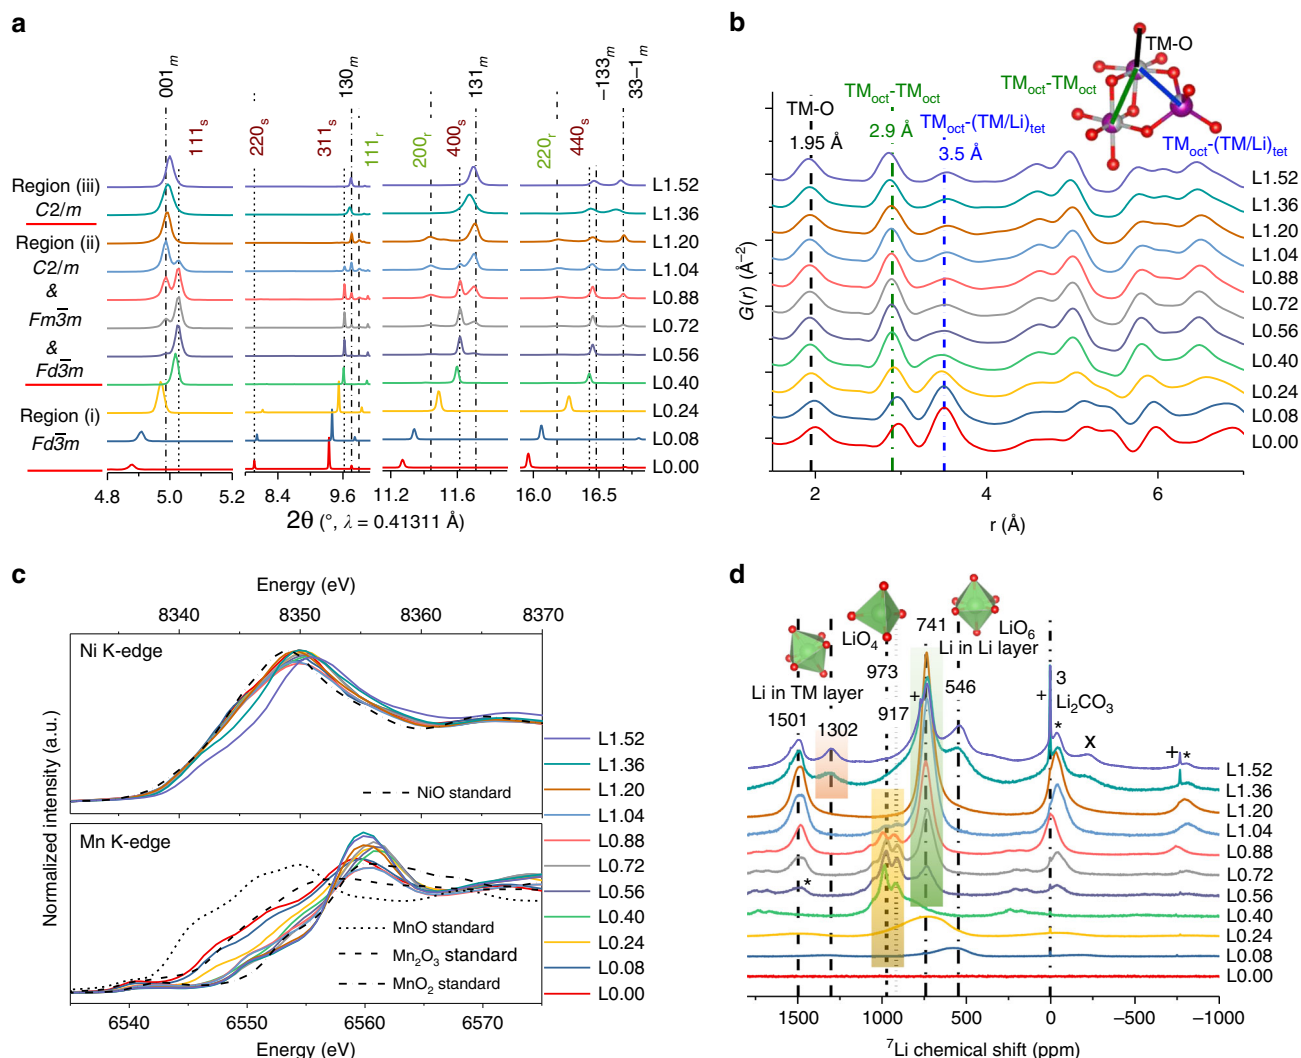 a
001m
111s
220s
311s
130m
111r
200r
400s
131m
220r
440s
−133m
33−1m
Region (iii)
C2/m
Region (ii)
C2/m
&
Fm3̅m
&
Fd3̅m
Region (i)
Fd3̅m
L1.52
L1.36
L1.20
L1.04
L0.88
L0.72
L0.56
L0.40
L0.24
L0.08
L0.00
4.8 5.0 5.2 8.4 9.6 11.2 11.6 16.0 16.5
2θ (°, λ = 0.41311 Å)
b
TM-O
TMoct-TMoct
TMoct-(TM/Li)tet
TM-O
1.95 Å
TMoct-TMoct
2.9 Å
TMoct-(TM/Li)tet
3.5 Å
L1.52
L1.36
L1.20
L1.04
L0.88
L0.72
L0.56
L0.40
L0.24
L0.08
L0.00
G(r) (Å−2)
2 4 6
r (Å)
c
Energy (eV)
8340 8350 8360 8370
Ni K-edge
NiO standard
Mn K-edge
MnO standard
Mn2O3 standard
MnO2 standard
Normalized intensity (a.u.)
L1.52
L1.36
L1.20
L1.04
L0.88
L0.72
L0.56
L0.40
L0.24
L0.08
L0.00
6540 6550 6560 6570
Energy (eV)
d
LiO4
741
LiO6
Li in Li layer
973
546
Li in TM layer
1501
1302
917
+
+
3
Li2CO3
*
x
+
*
*
L1.52
L1.36
L1.20
L1.04
L0.88
L0.72
L0.56
L0.40
L0.24
L0.08
L0.00
1500 1000 500 0 −500 −1000
7Li chemical shift (ppm)